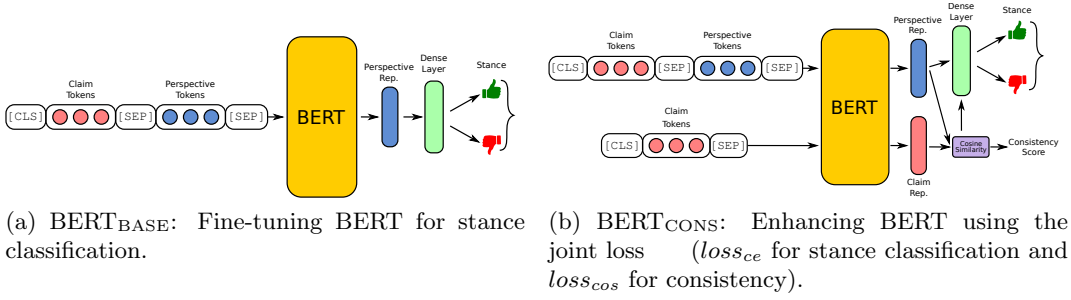 Claim
Tokens
Perspective
Tokens
[CLS]
[SEP]
[SEP]
BERT
Perspective
Rep.
Dense
Layer
Stance
(a) BERTBASE: Fine-tuning BERT for stance
classification.
Claim
Tokens
Perspective
Tokens
[CLS]
[SEP]
[SEP]
Claim
Tokens
[CLS]
[SEP]
BERT
Perspective
Rep.
Dense
Layer
Stance
Claim
Rep.
Cosine
Similarity
Consistency
Score
(b) BERTCONS: Enhancing BERT using the
joint loss (lossce for stance classification and
losscos for consistency).